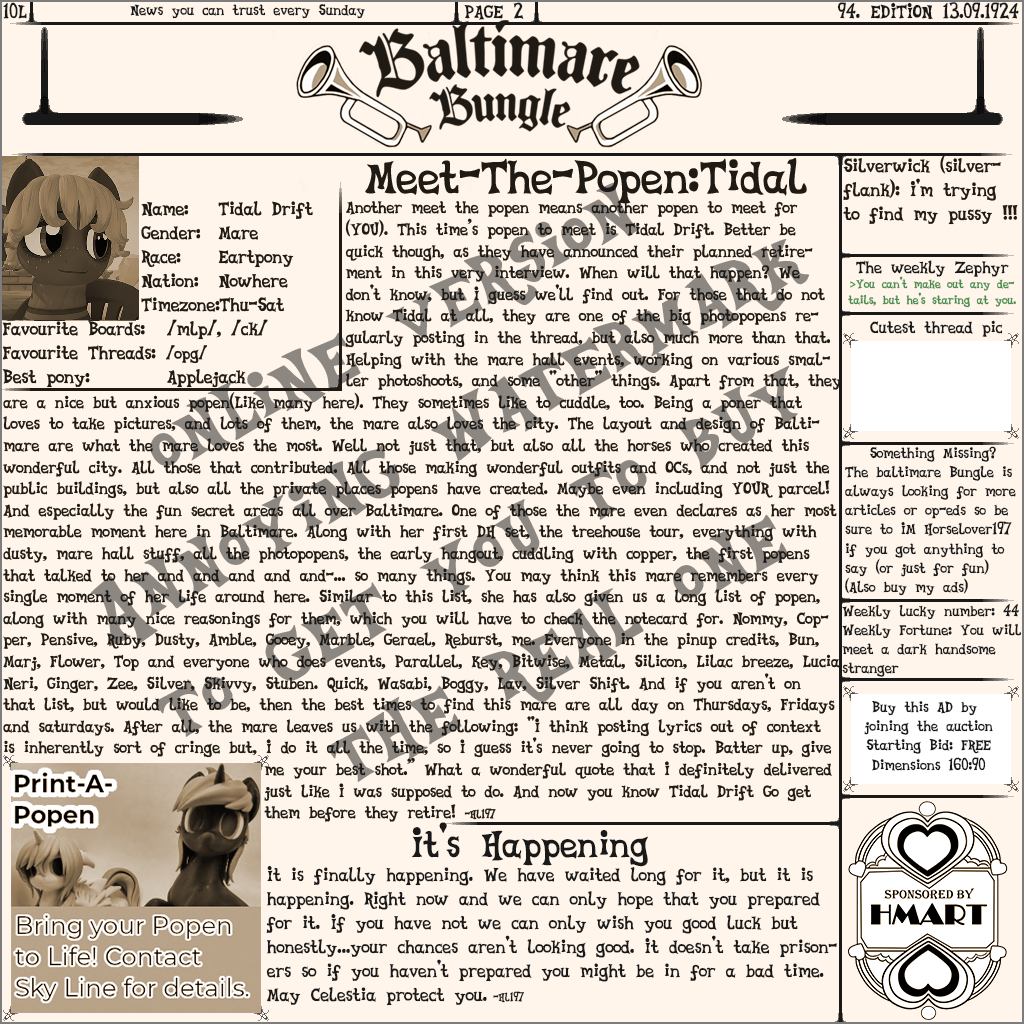 10L
News you can trust every Sunday
PAGE 2
94. EDITION 13.09.1924
Baltimare
Bungle
Name: Tidal Drift
Gender: Mare
Race: Eartpony
Nation: Nowhere
Timezone:Thu-Sat
Favourite Boards: /mlp/, /ck/
Favourite Threads: /opg/
Best pony: Applejack
Meet-The-Popen:Tidal
Another meet the popen means another popen to meet for
(YOU). This time's popen to meet is Tidal Drift. Better be
quick though, as they have announced their planned retire-
ment in this very interview. When will that happen? We
don't know, but i guess we'll find out. For those that do not
know Tidal at all, they are one of the big photopopens re-
gularly posting in the thread, but also much more than that.
Helping with the mare hall events, working on various smal-
ler photoshoots, and some "other" things. Apart from that, they
are a nice but anxious popen(Like many here). They sometimes like to cuddle, too. Being a poner that
loves to take pictures, and lots of them, the mare also loves the city. The layout and design of Balti-
mare are what the mare loves the most. Well not just that, but also all the horses who created this
wonderful city. All those that contributed. All those making wonderful outfits and OCs, and not just the
public buildings, but also all the private places popens have created. Maybe even including YOUR parcel!
And especially the fun secret areas all over Baltimare. One of those the mare even declares as her most
memorable moment here in Baltimare. Along with her first DH set, the treehouse tour, everything with
dusty, mare hall stuff, all the photopopens, the early hangout, cuddling with copper, the first popens
that talked to her and and and and and-... so many things. You may think this mare remembers every
single moment of her life around here. Similar to this list, she has also given us a long list of popen,
along with many nice reasonings for them, which you will have to check the notecard for. Nommy, Cop-
per, Pensive, Ruby, Dusty, Amble, Gooey, Marble, Gerael, Reburst, me, Everyone in the pinup credits, Bun,
Marj, Flower, Top and everyone who does events, Parallel, Key, Bitwise, Metal, Silicon, Lilac breeze, Lucia
Neri, Ginger, Zee, Silver, Skivvy, Stuben. Quick, Wasabi, Boggy, Lav, Silver Shift. And if you aren't on
that List, but would like to be, then the best times to find this mare are all day on Thursdays, Fridays
and saturdays. After all the mare leaves us with the following: "i think posting lyrics out of context
is inherently sort of cringe but, i do it all the time, so i guess it's never going to stop. Batter up, give
me your best shot." What a wonderful quote that i definitely delivered
just like i was supposed to do. And now you know Tidal Drift Go get
them before they retire! -HL197
ONLINE VERSION
ANNOYING WATERMARK
TO GET YOU TO BUY
THE REAL ONE
Print-A-
Popen
Bring your Popen
to Life! Contact
Sky Line for details.
it's Happening
it is finally happening. We have waited long for it, but it is
happening. Right now and we can only hope that you prepared
for it. if you have not we can only wish you good luck but
honestly...your chances aren't looking good. it doesn't take prison-
ers so if you haven't prepared you might be in for a bad time.
May Celestia protect you. -HL197
Silverwick (silver-
flank): i'm trying
to find my pussy !!!
The weekly Zephyr
>You can't make out any de-
tails, but he's staring at you.
Cutest thread pic
Something Missing?
The baltimare Bungle is
always looking for more
articles or op-eds so be
sure to iM Horselover197
if you got anything to
say (or just for fun)
(Also buy my ads)
Weekly lucky number: 44
Weekly Fortune: You will
meet a dark handsome
stranger
Buy this AD by
joining the auction
Starting Bid: FREE
Dimensions 160:90
SPONSORED BY
HMART